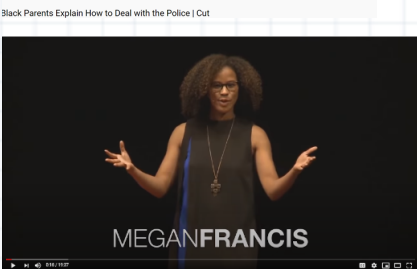 Black Parents Explain How to Deal with the Police | Cut
MEGANFRANCIS
0:16 / 11:27